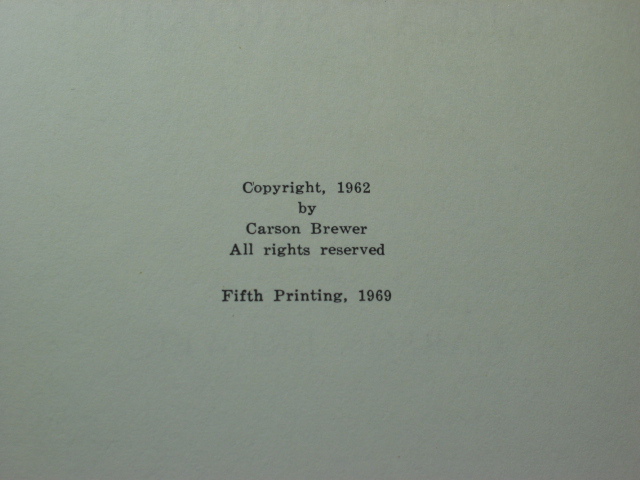 Copyright, 1962
by
Carson Brewer
All rights reserved
Fifth Printing, 1969